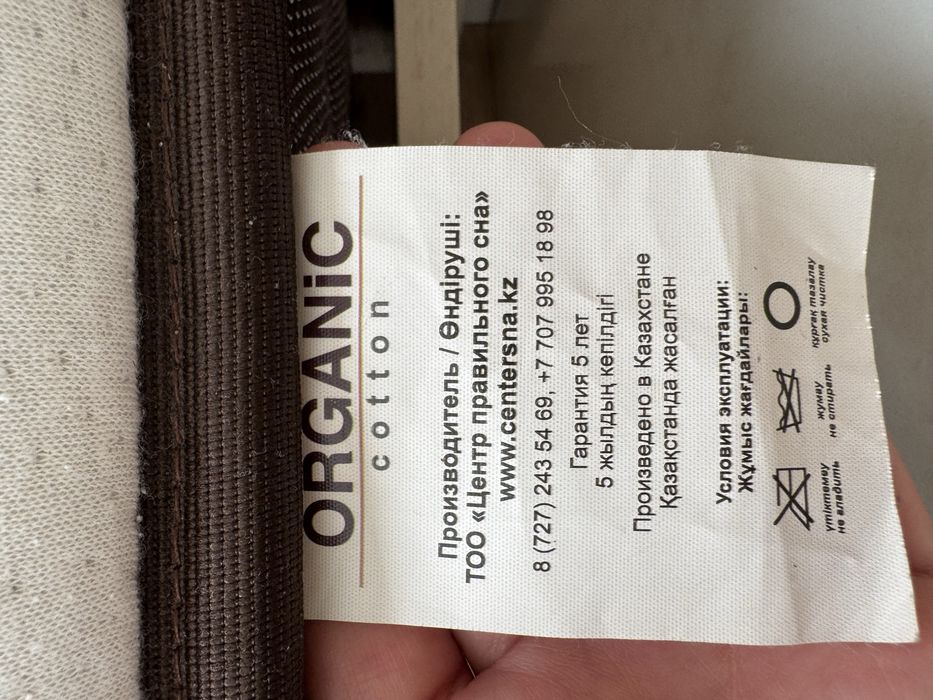 ORGANiC
cotton
Производитель / Өндіруші:
ТОО «Центр правильного сна»
www.centersna.kz
8 (727) 243 54 69, +7 707 995 18 98
Гарантия 5 лет
5 жылдың кепілдігі
Произведено в Казахстане
Қазақстанда жасалған
Условия эксплуатации:
Жұмыс жағдайлары:
үтіктемеу
не гладить
жумау
не стирать
құрғақ тазалау
сухая чистка